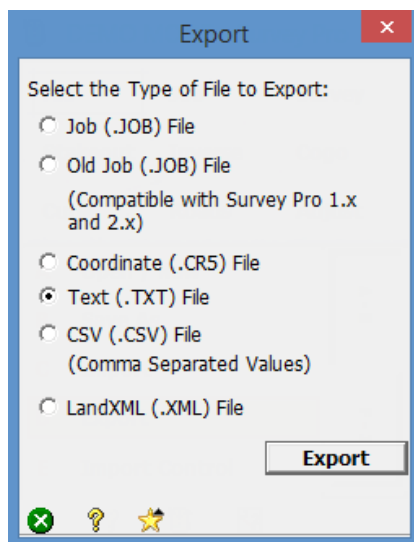 Export
Select the Type of File to Export:
Job (.JOB) File
Old Job (.JOB) File
(Compatible with Survey Pro 1.x
and 2.x)
Coordinate (.CR5) File
Text (.TXT) File
CSV (.CSV) File
(Comma Separated Values)
LandXML (.XML) File
Export